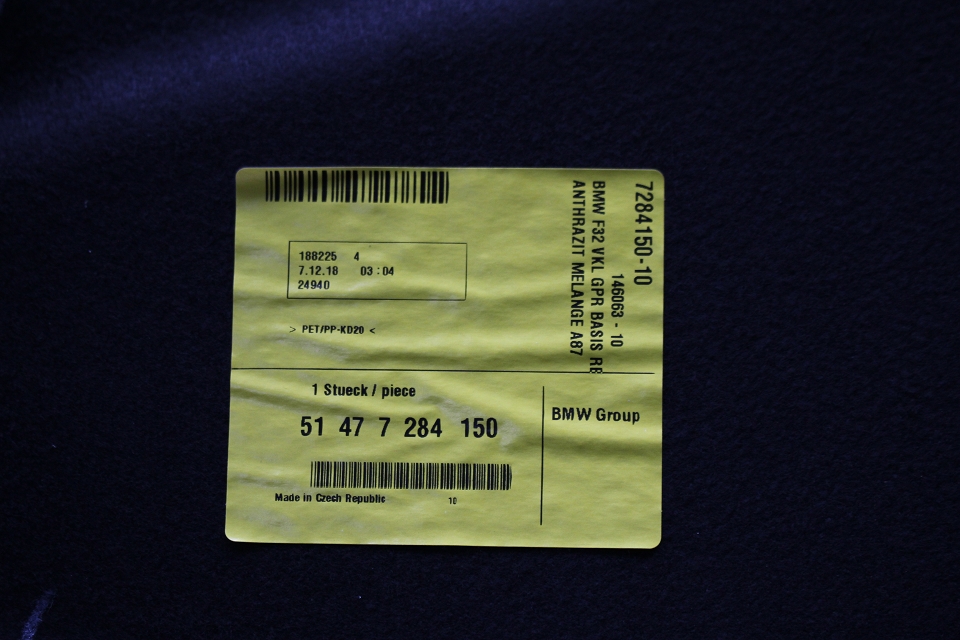 188225 4
7.12.18 03:04
24940
> PET/PP-KD20 <
7284150-10
146063 - 10
BMW F32 VKL GPR BASIS RE
ANTHRAZIT MELANGE A87
1 Stueck / piece
51 47 7 284 150
BMW Group
Made in Czech Republic 10